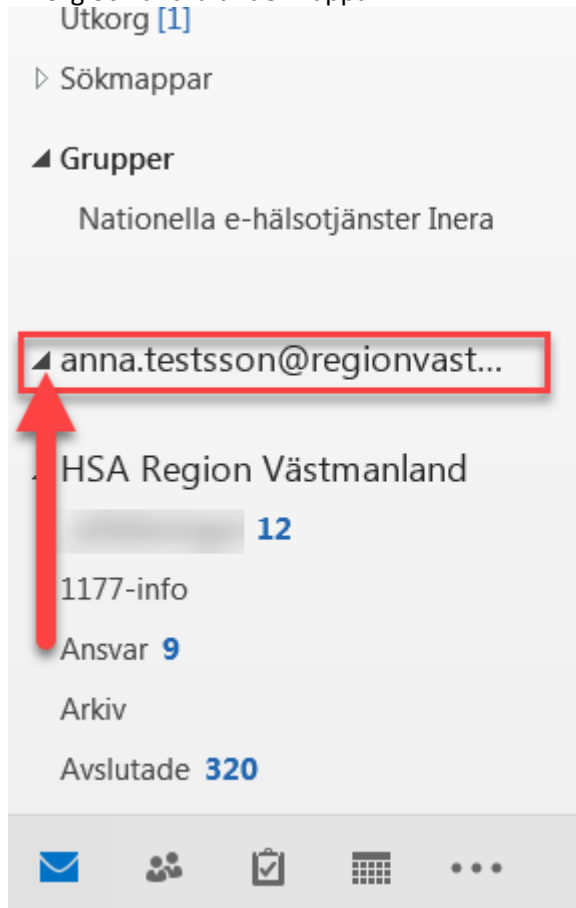 Utkorg [1]
Sökmappar
Grupper
Nationella e-hälsotjänster Inera
anna.testsson@regionvast...
HSA Region Västmanland
12
1177-info
Ansvar 9
Arkiv
Avslutade 320